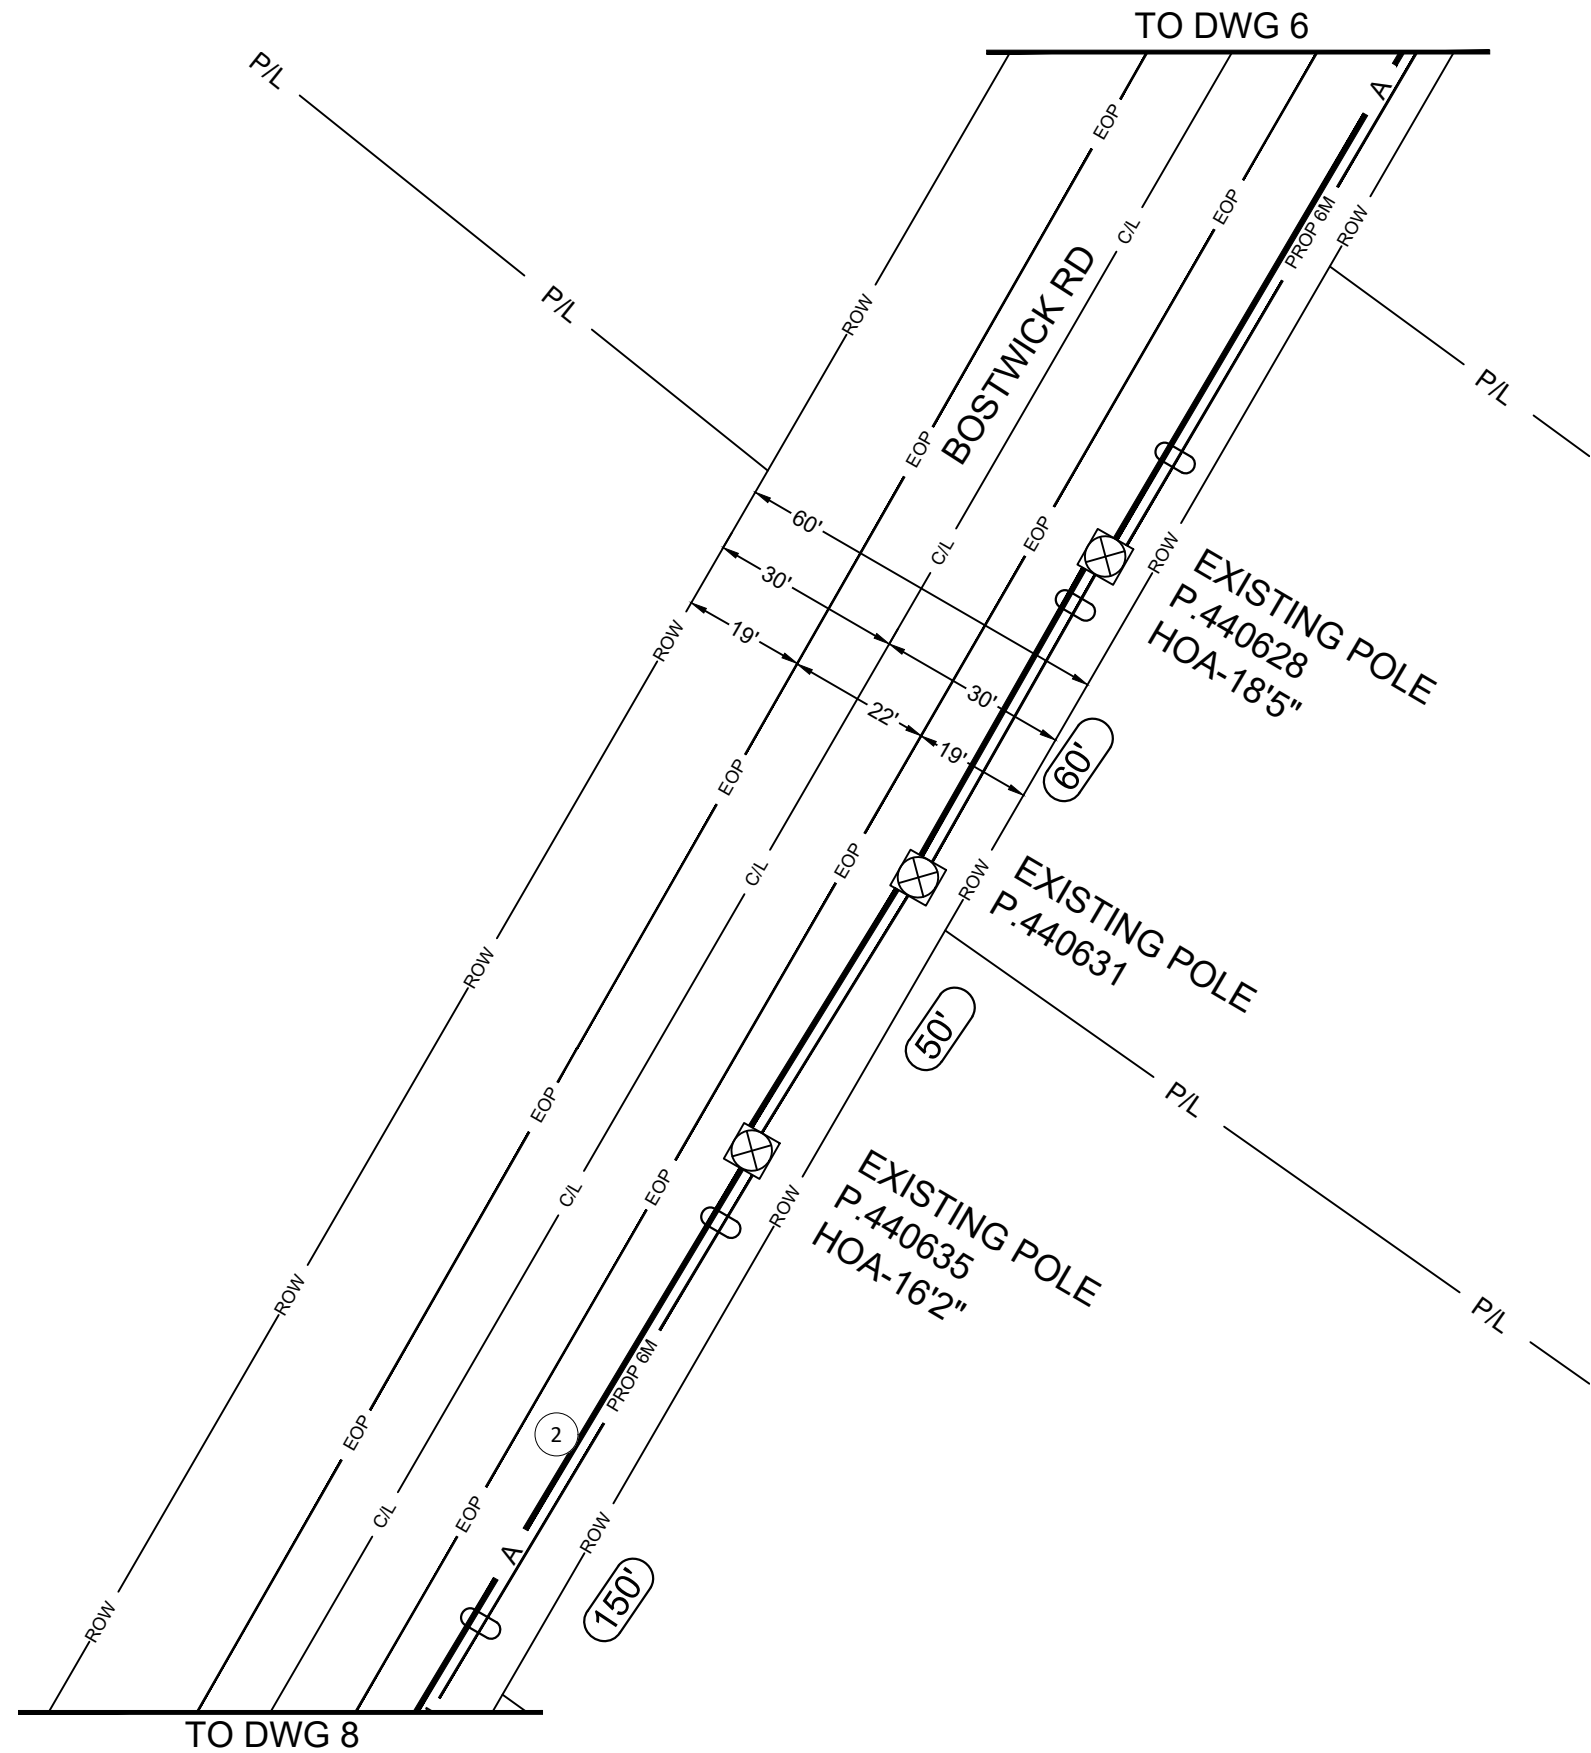 TO DWG 6
P/L
A
EOP
EOP
PROP 6M
ROW
C/L
P/L
ROW
BOSTWICK RD
P/L
EOP
60'
EOP
C/L
ROW
30'
EXISTING POLE
P.440628
HOA-18'5"
19'
ROW
30'
22'
19'
60'
EOP
EOP
C/L
ROW
EXISTING POLE
P.440631
ROW
50'
P/L
EOP
EOP
C/L
ROW
EXISTING POLE
P.440635
HOA-16'2"
ROW
P/L
PROP 6M
EOP
2
C/L
EOP
ROW
A
150'
ROW
TO DWG 8